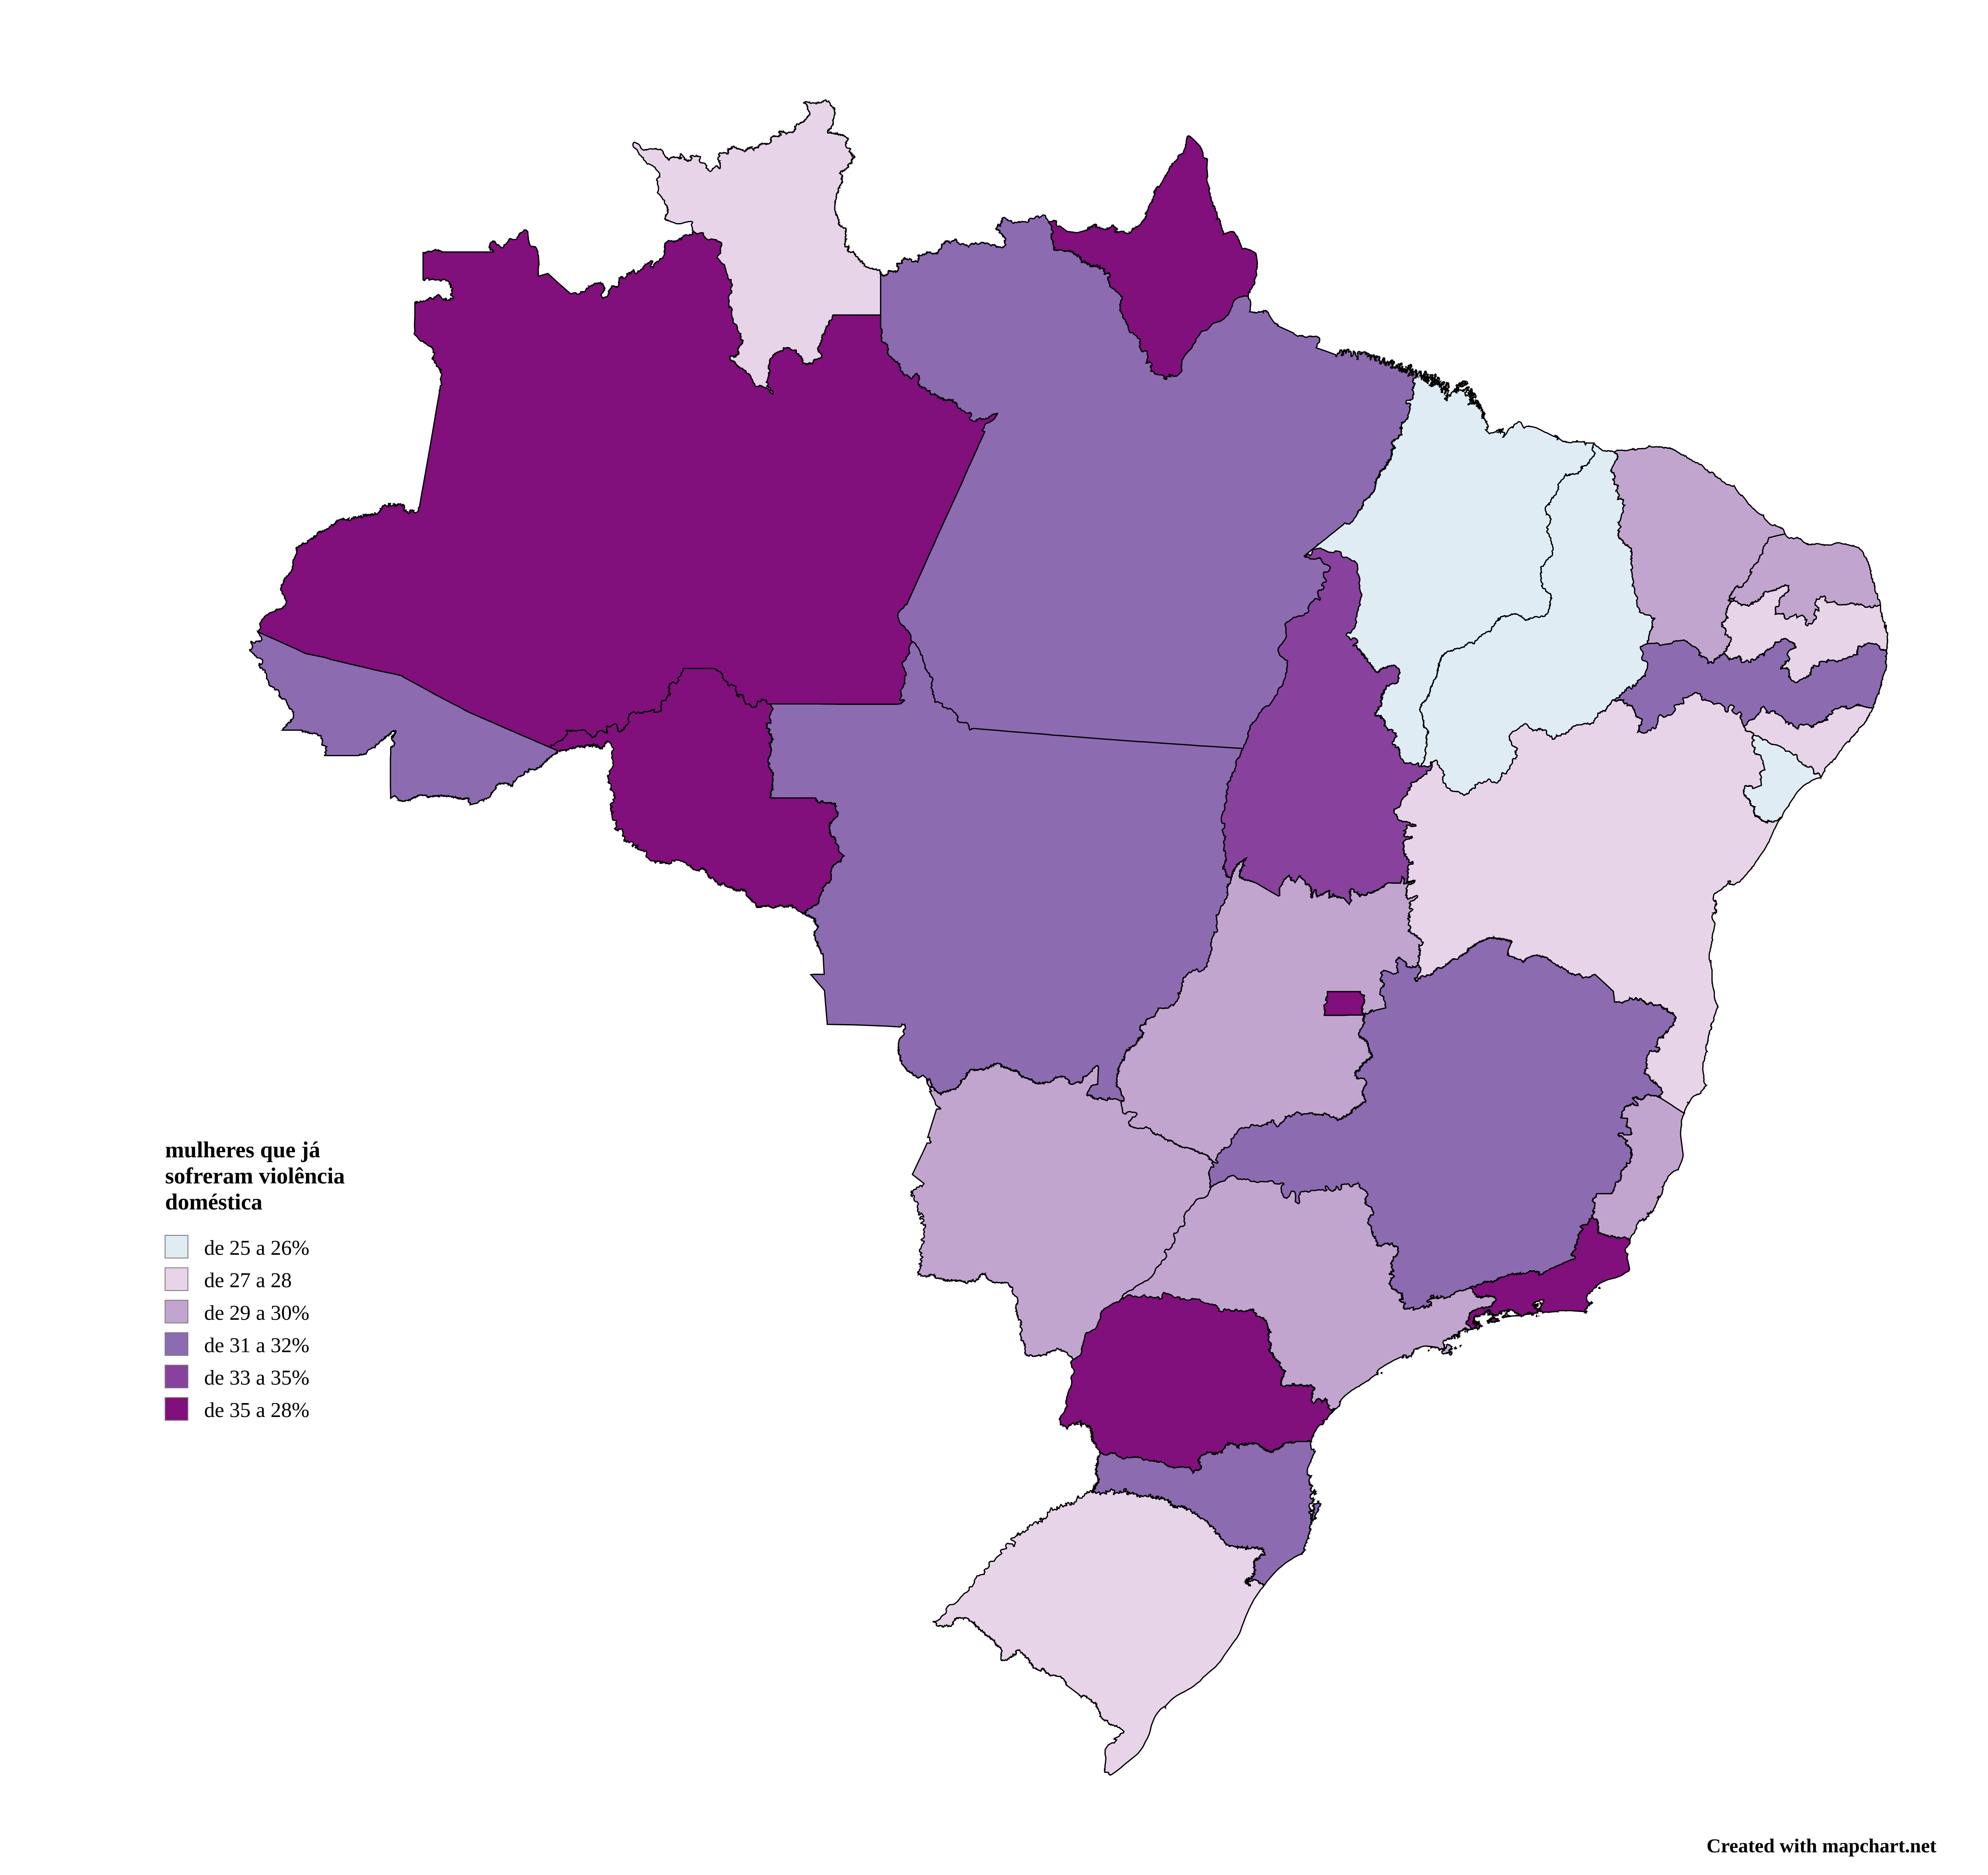 mulheres que já
sofreram violência
doméstica
de 25 a 26%
de 27 a 28
de 29 a 30%
de 31 a 32%
de 33 a 35%
de 35 a 28%
Created with mapchart.net